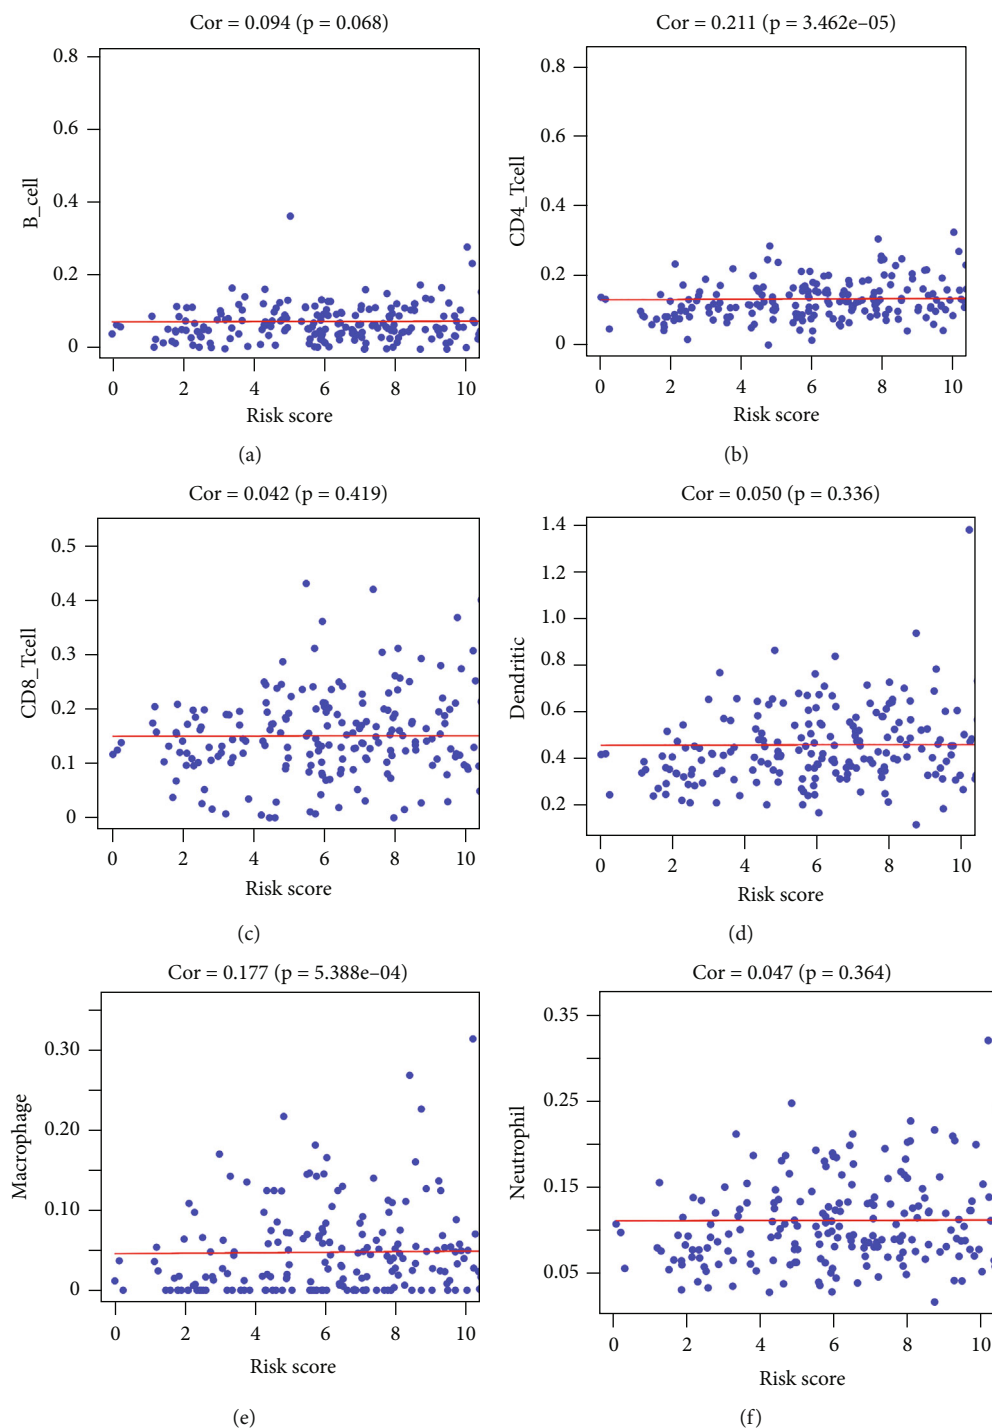 Cor = 0.094 (p = 0.068)
0.8
0.6
0.4
0.2
0
B_cell
0 2 4 6 8 10
Risk score
(a)
Cor = 0.211 (p = 3.462e–05)
0.8
0.6
0.4
0.2
0
CD4_Tcell
0 2 4 6 8 10
Risk score
(b)
Cor = 0.042 (p = 0.419)
0.5
0.4
0.3
0.2
0.1
0
CD8_Tcell
0 2 4 6 8 10
Risk score
(c)
Cor = 0.050 (p = 0.336)
1.4
1.2
1.0
0.8
0.6
0.4
0.2
Dendritic
0 2 4 6 8 10
Risk score
(d)
Cor = 0.177 (p = 5.388e–04)
0.30
0.20
0.10
0
Macrophage
0 2 4 6 8 10
Risk score
(e)
Cor = 0.047 (p = 0.364)
0.35
0.25
0.15
0.05
Neutrophil
0 2 4 6 8 10
Risk score
(f)